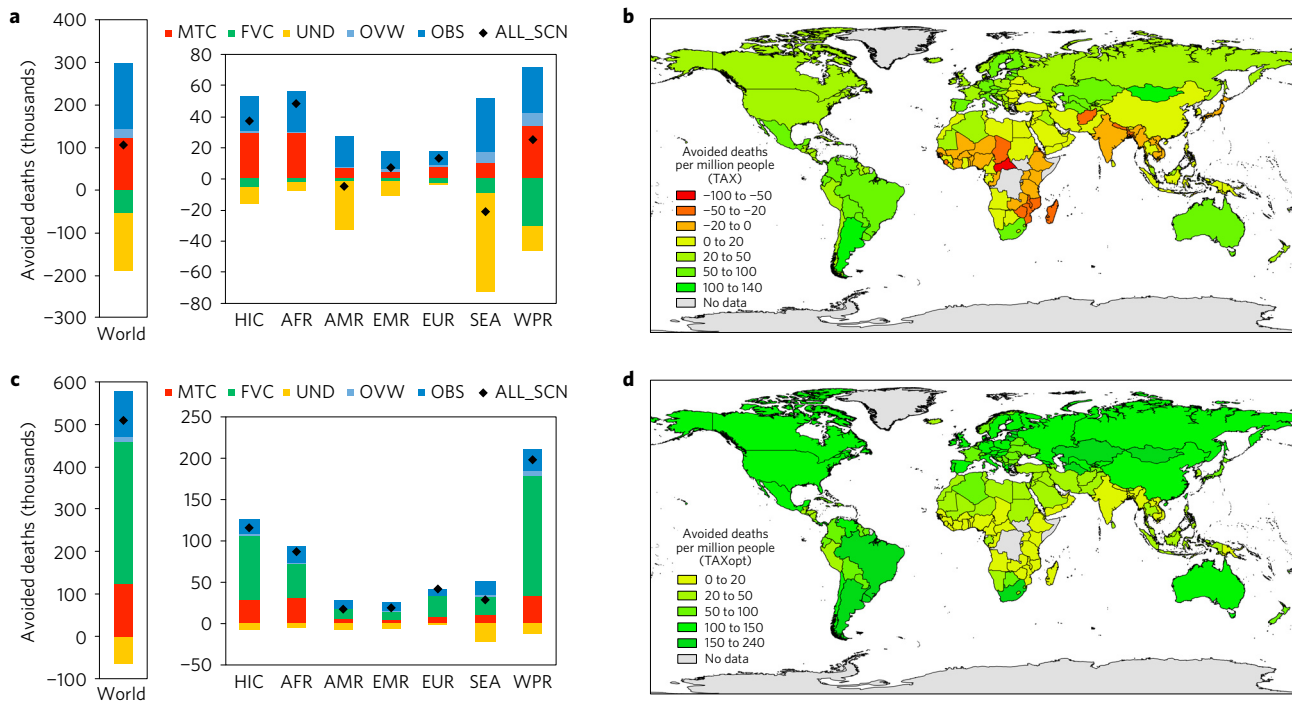 a
Avoided deaths (thousands)
400
300
200
100
0
−100
−200
−300
World
MTC FVC UND OVW OBS ALL_SCN
80
60
40
20
0
−20
−40
−60
−80
HIC AFR AMR EMR EUR SEA WPR
b
Avoided deaths
per million people
(TAX)
−100 to −50
−50 to −20
−20 to 0
0 to 20
20 to 50
50 to 100
100 to 140
No data
c
Avoided deaths (thousands)
600
500
400
300
200
100
0
−100
World
MTC FVC UND OVW OBS ALL_SCN
250
200
150
100
50
0
−50
HIC AFR AMR EMR EUR SEA WPR
d
Avoided deaths
per million people
(TAXopt)
0 to 20
20 to 50
50 to 100
100 to 150
150 to 240
No data